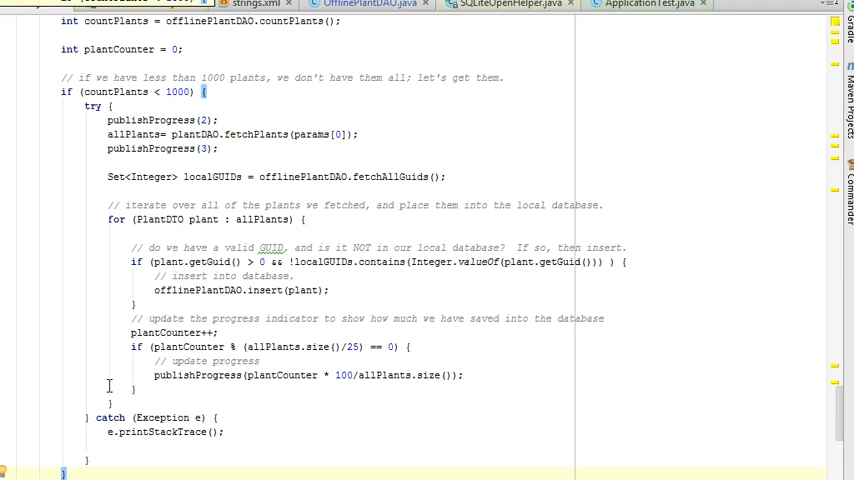 strings.xml OfflinePlantDAO.java SQLiteOpenHelper.java ApplicationTest.java
int countPlants = offlinePlantDAO.countPlants();
int plantCounter = 0;
// if we have less than 1000 plants, we don't have them all; let's get them.
if (countPlants < 1000) {
try {
publishProgress(2);
allPlants= plantDAO.fetchPlants(params[0]);
publishProgress(3);
Set<Integer> localGUIDs = offlinePlantDAO.fetchAllGuids();
// iterate over all of the plants we fetched, and place them into the local database.
for (PlantDTO plant : allPlants) {
// do we have a valid GUID, and is it NOT in our local database?  If so, then insert.
if (plant.getGuid() > 0 && !localGUIDs.contains(Integer.valueOf(plant.getGuid())) ) {
// insert into database.
offlinePlantDAO.insert(plant);
}
// update the progress indicator to show how much we have saved into the database
plantCounter++;
if (plantCounter % (allPlants.size()/25) == 0) {
// update progress
publishProgress(plantCounter * 100/allPlants.size());
}
}
} catch (Exception e) {
e.printStackTrace();
}
}
Gradle
Maven Projects
Commander